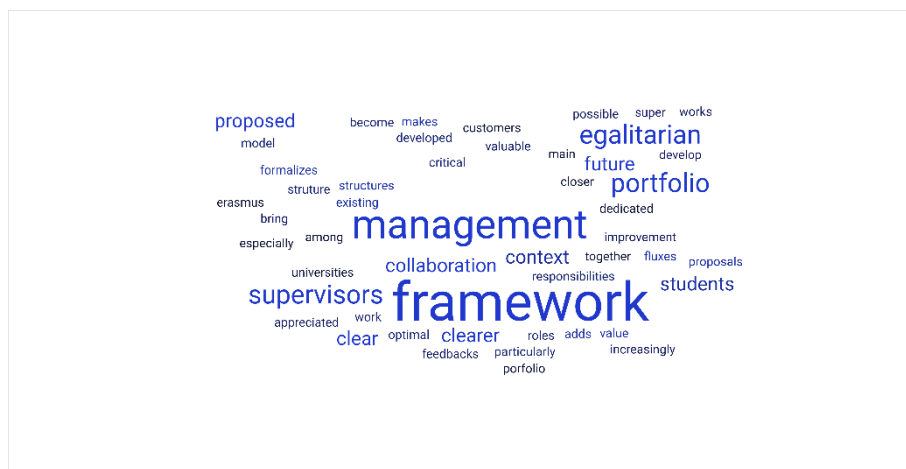 possible super works
proposed become makes customers egalitarian
model developed valuable
critical main future develop
formalizes closer portfolio
struture structures
erasmus existing dedicated
bring management
especially among improvement
context together fluxes proposals
universities collaboration responsibilities students
supervisors framework
appreciated work
clear optimal clearer roles adds value
feedbacks particularly increasingly
porfolio